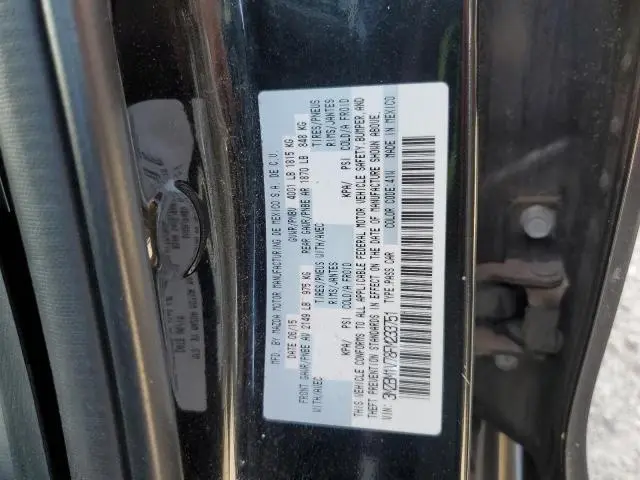 MFD. BY MAZDA MOTOR MANUFACTURING DE MEXICO S.A. DE C.V.
DATE 06/15 GVWR/PNBV 4001 LB 1815 KG
FRONT GAWR/PNBE AV 2149 LB 975 KG REAR GAWR/PNBE AR 1870 LB 848 KG
WITH/AVEC TIRES/PNEUS WITH/AVEC TIRES/PNEUS
RIMS/JANTES RIMS/JANTES
KPA/ PSI COLD/A FROID KPA/ PSI COLD/A FROID
THIS VEHICLE CONFORMS TO ALL APPLICABLE FEDERAL MOTOR VEHICLE SAFETY, BUMPER, AND
THEFT PREVENTION STANDARDS IN EFFECT ON THE DATE OF MANUFACTURE SHOWN ABOVE.
VIN: 3MZBM1V78FM233751 TYPE:PASS CAR COLOR CODE:41W MADE IN MEXICO